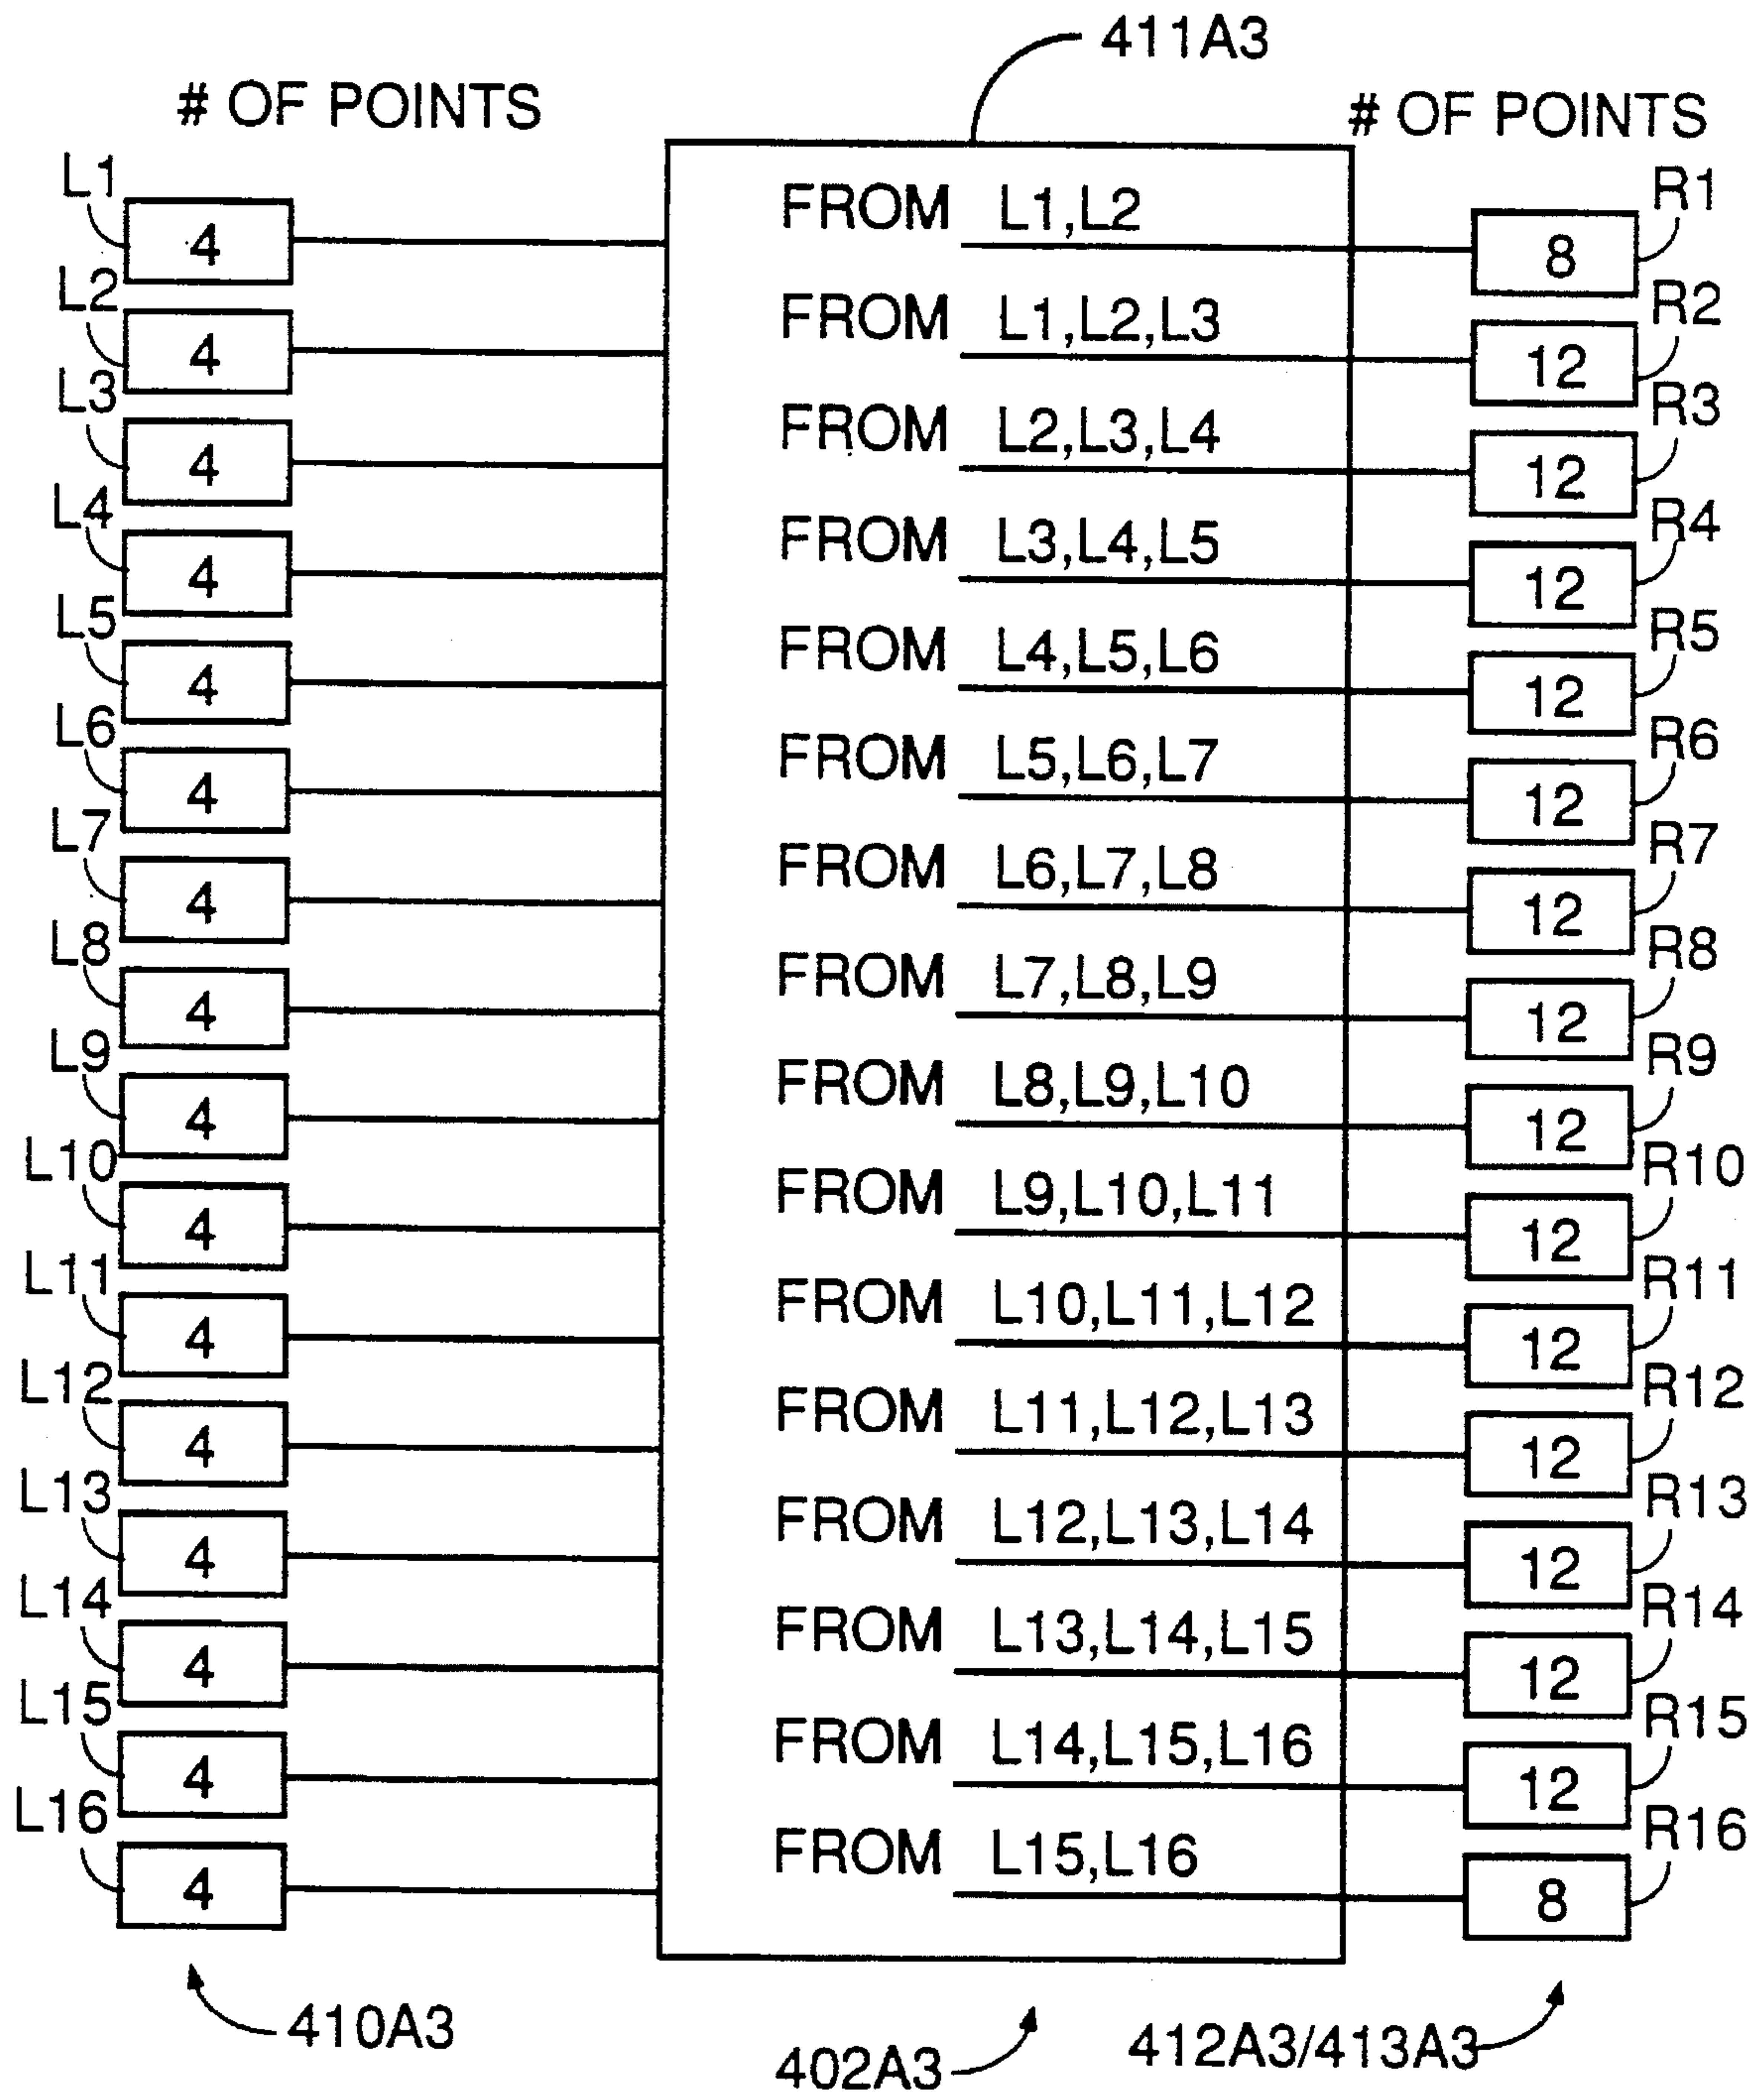 411A3
# OF POINTS # OF POINTS
L1 4 FROM L1,L2 8 R1
L2 4 FROM L1,L2,L3 12 R2
L3 4 FROM L2,L3,L4 12 R3
L4 4 FROM L3,L4,L5 12 R4
L5 4 FROM L4,L5,L6 12 R5
L6 4 FROM L5,L6,L7 12 R6
L7 4 FROM L6,L7,L8 12 R7
L8 4 FROM L7,L8,L9 12 R8
L9 4 FROM L8,L9,L10 12 R9
L10 4 FROM L9,L10,L11 12 R10
L11 4 FROM L10,L11,L12 12 R11
L12 4 FROM L11,L12,L13 12 R12
L13 4 FROM L12,L13,L14 12 R13
L14 4 FROM L13,L14,L15 12 R14
L15 4 FROM L14,L15,L16 12 R15
L16 4 FROM L15,L16 8 R16
410A3 402A3 412A3/413A3